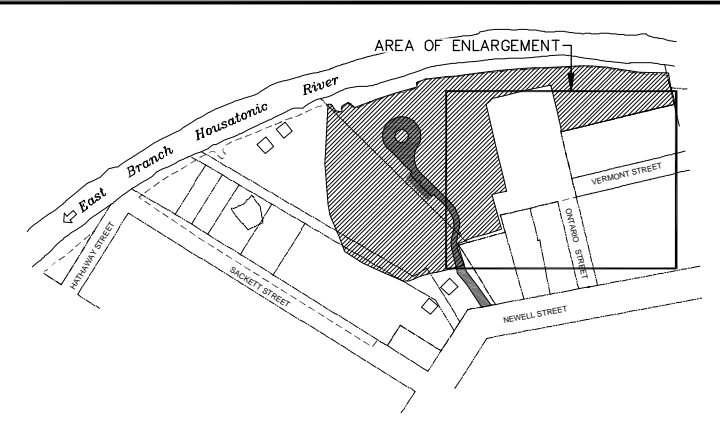 AREA OF ENLARGEMENT
East Branch Housatonic River
VERMONT STREET
ONTARIO STREET
HATHAWAY STREET
SACKETT STREET
NEWELL STREET